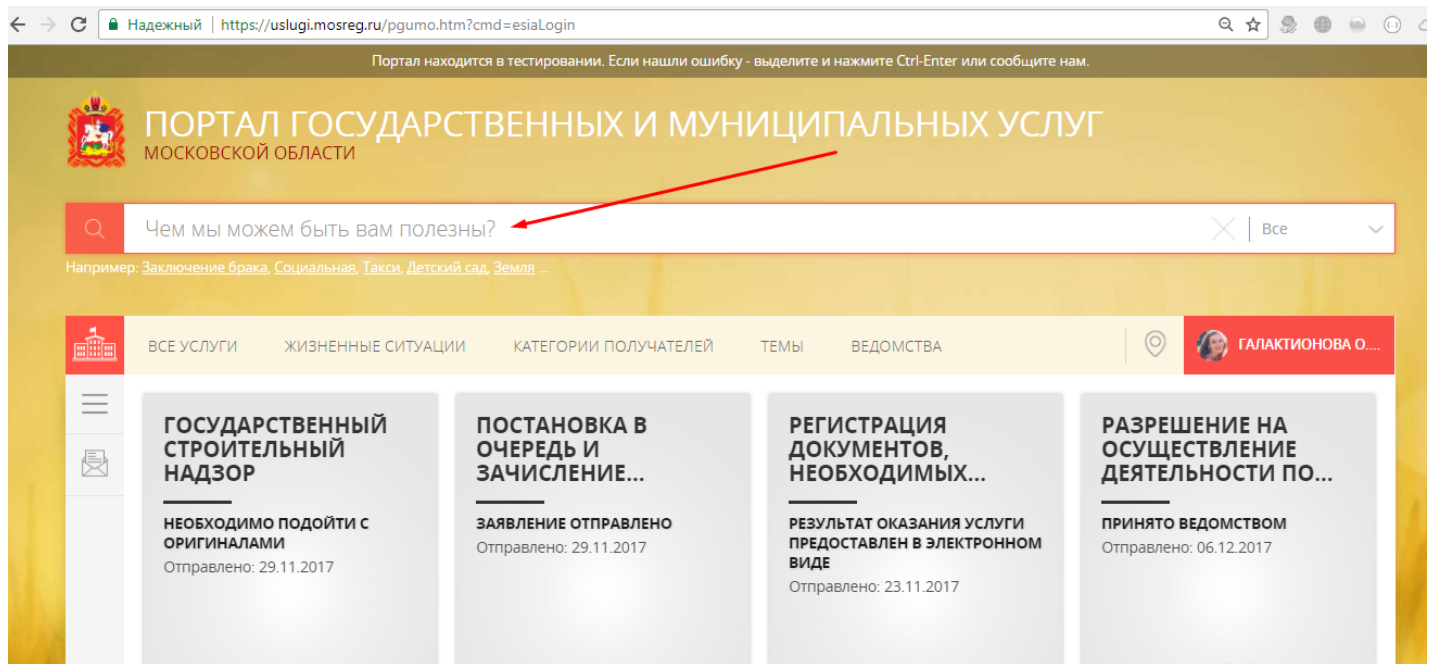 Надежный | https://uslugi.mosreg.ru/pgumo.htm?cmd=esiaLogin
Портал находится в тестировании. Если нашли ошибку - выделите и нажмите Ctrl-Enter или сообщите нам.
ПОРТАЛ ГОСУДАРСТВЕННЫХ И МУНИЦИПАЛЬНЫХ УСЛУГ
МОСКОВСКОЙ ОБЛАСТИ
Чем мы можем быть вам полезны? Все
Например: Заключение брака, Социальная, Такси, Детский сад, Земля ...
ВСЕ УСЛУГИ ЖИЗНЕННЫЕ СИТУАЦИИ КАТЕГОРИИ ПОЛУЧАТЕЛЕЙ ТЕМЫ ВЕДОМСТВА ГАЛАКТИОНОВА О....
ГОСУДАРСТВЕННЫЙ
СТРОИТЕЛЬНЫЙ
НАДЗОР
НЕОБХОДИМО ПОДОЙТИ С
ОРИГИНАЛАМИ
Отправлено: 29.11.2017
ПОСТАНОВКА В
ОЧЕРЕДЬ И
ЗАЧИСЛЕНИЕ...
ЗАЯВЛЕНИЕ ОТПРАВЛЕНО
Отправлено: 29.11.2017
РЕГИСТРАЦИЯ
ДОКУМЕНТОВ,
НЕОБХОДИМЫХ...
РЕЗУЛЬТАТ ОКАЗАНИЯ УСЛУГИ
ПРЕДОСТАВЛЕН В ЭЛЕКТРОННОМ
ВИДЕ
Отправлено: 23.11.2017
РАЗРЕШЕНИЕ НА
ОСУЩЕСТВЛЕНИЕ
ДЕЯТЕЛЬНОСТИ ПО...
ПРИНЯТО ВЕДОМСТВОМ
Отправлено: 06.12.2017